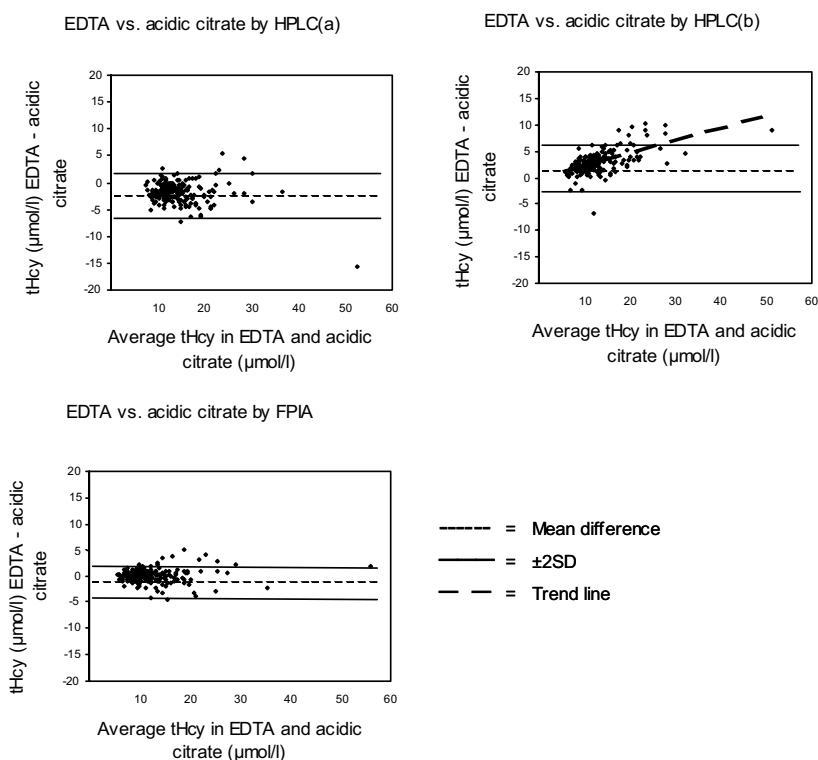 EDTA vs. acidic citrate by HPLC(a)
tHcy (µmol/l) EDTA - acidic
citrate
20
15
10
5
0
-5
-10
-15
-20
10 20 30 40 50 60
Average tHcy in EDTA and acidic
citrate (µmol/l)
EDTA vs. acidic citrate by HPLC(b)
tHcy (µmol/l) EDTA - acidic
citrate
20
15
10
5
0
-5
-10
-15
-20
10 20 30 40 50 60
Average tHcy in EDTA and acidic
citrate (µmol/l)
EDTA vs. acidic citrate by FPIA
tHcy (µmol/l) EDTA - acidic
citrate
20
15
10
5
0
-5
-10
-15
-20
10 20 30 40 50 60
Average tHcy in EDTA and acidic
citrate (µmol/l)
= Mean difference
= ±2SD
= Trend line